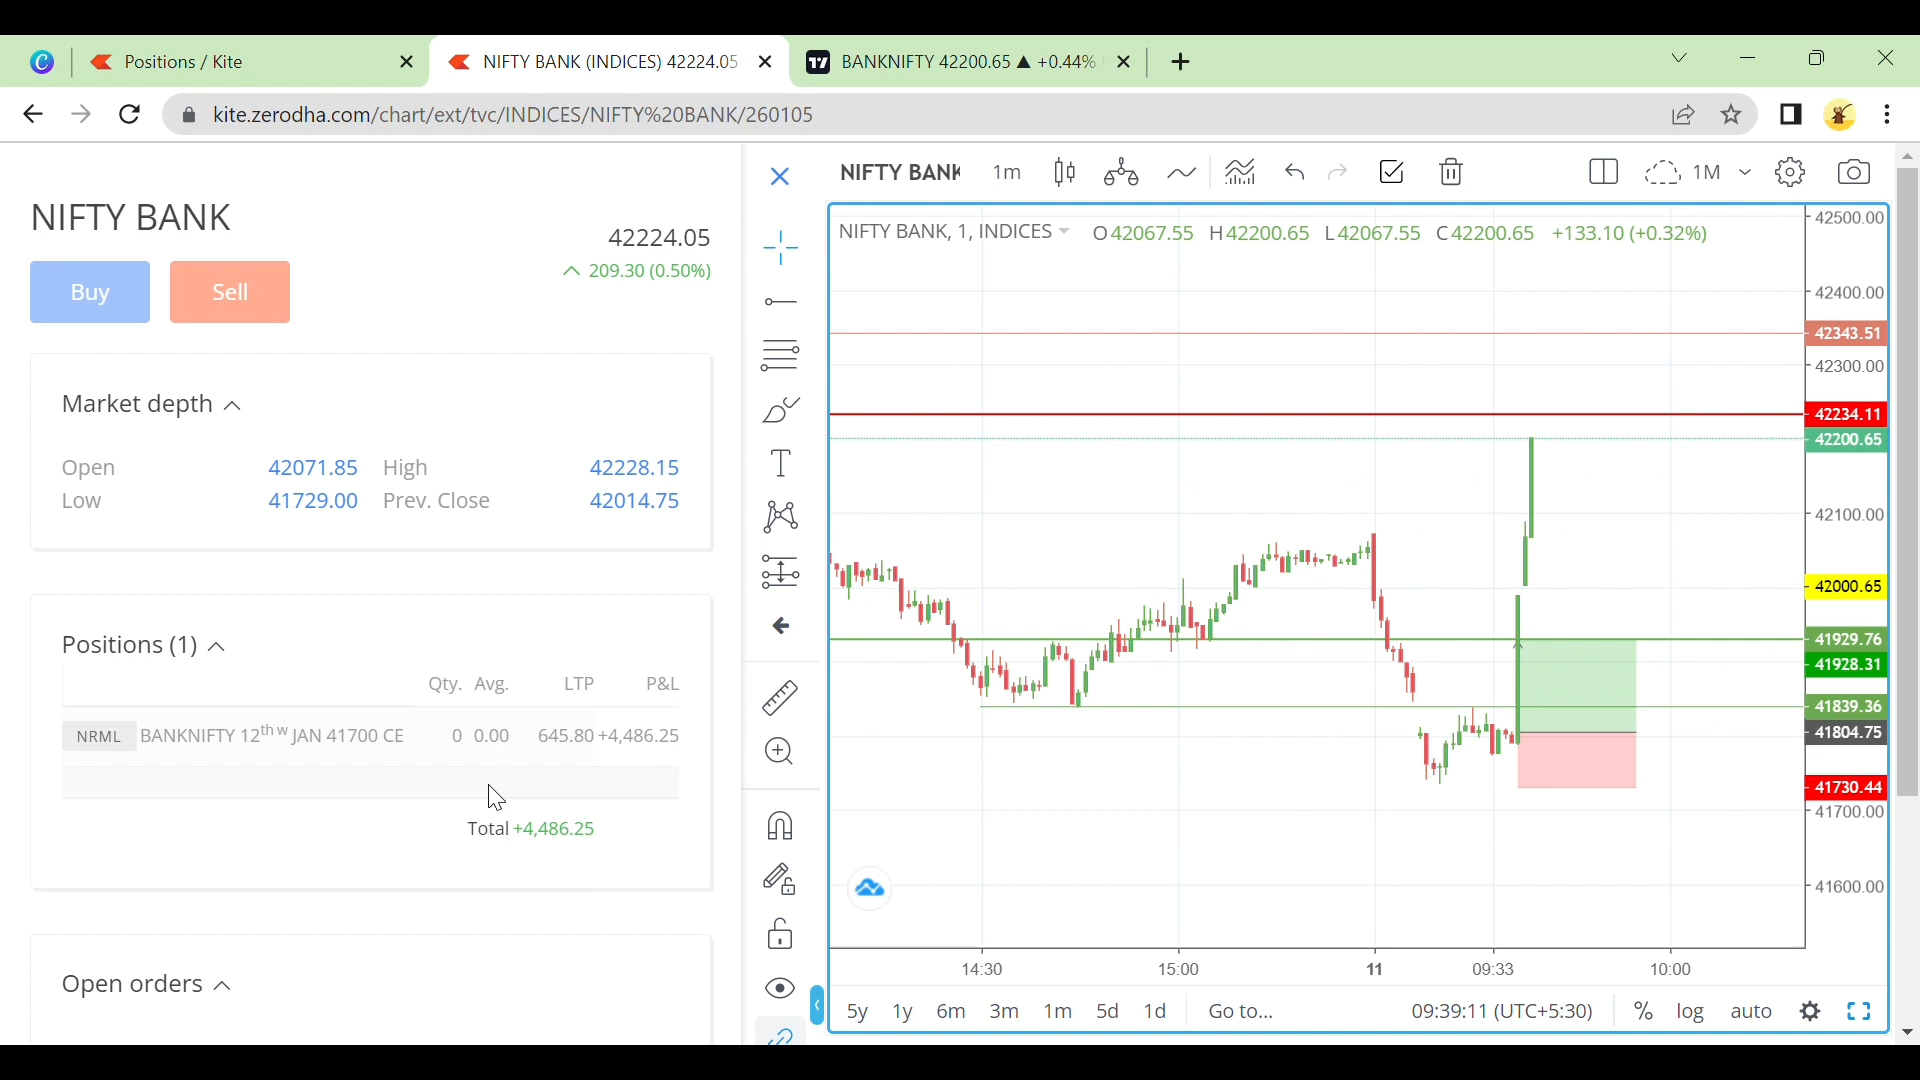 Positions / Kite
NIFTY BANK (INDICES) 42224.05
BANKNIFTY 42200.65 ▲ +0.44%
kite.zerodha.com/chart/ext/tvc/INDICES/NIFTY%20BANK/260105
NIFTY BANK
42224.05
209.30 (0.50%)
Buy
Sell
Market depth
Open 42071.85 High 42228.15
Low 41729.00 Prev. Close 42014.75
Positions (1)
Qty. Avg. LTP P&L
NRML BANKNIFTY 12th w JAN 41700 CE 0 0.00 645.80 +4,486.25
Total +4,486.25
Open orders
NIFTY BANK 1m 1M
NIFTY BANK, 1, INDICES O42067.55 H42200.65 L42067.55 C42200.65 +133.10 (+0.32%)
42500.00
42400.00
42343.51
42300.00
42234.11
42200.65
42100.00
42000.65
41929.76
41928.31
41839.36
41804.75
41730.44
41700.00
41600.00
14:30 15:00 11 09:33 10:00
5y 1y 6m 3m 1m 5d 1d Go to... 09:39:11 (UTC+5:30) % log auto